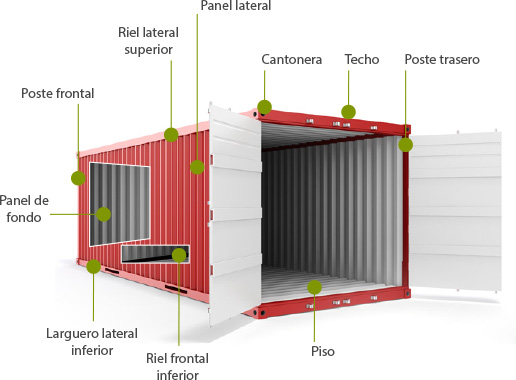 Panel lateral
Riel lateral
superior
Cantonera
Techo
Poste trasero
Poste frontal
Panel de
fondo
Larguero lateral
inferior
Riel frontal
inferior
Piso